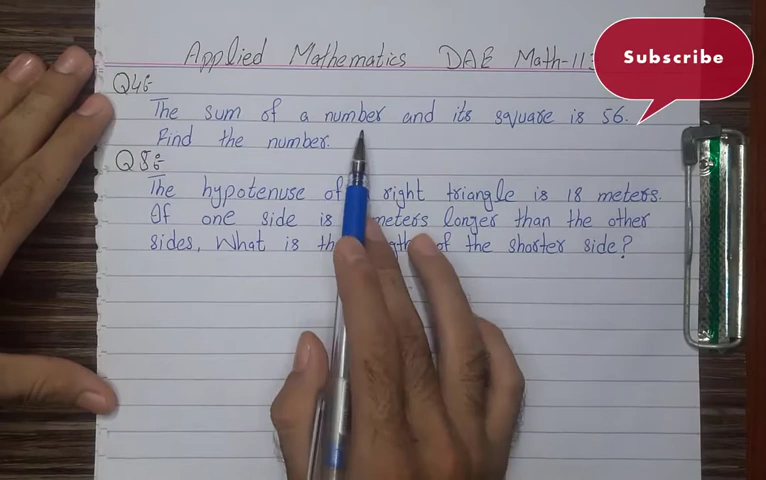 Applied Mathematics DAE Math-113
Subscribe
Q4:
The sum of a number and its square is 56.
Find the number.
Q8:
The hypotenuse of right triangle is 18 meters.
If one side is meters longer than the other
sides, What is the of the shorter side?